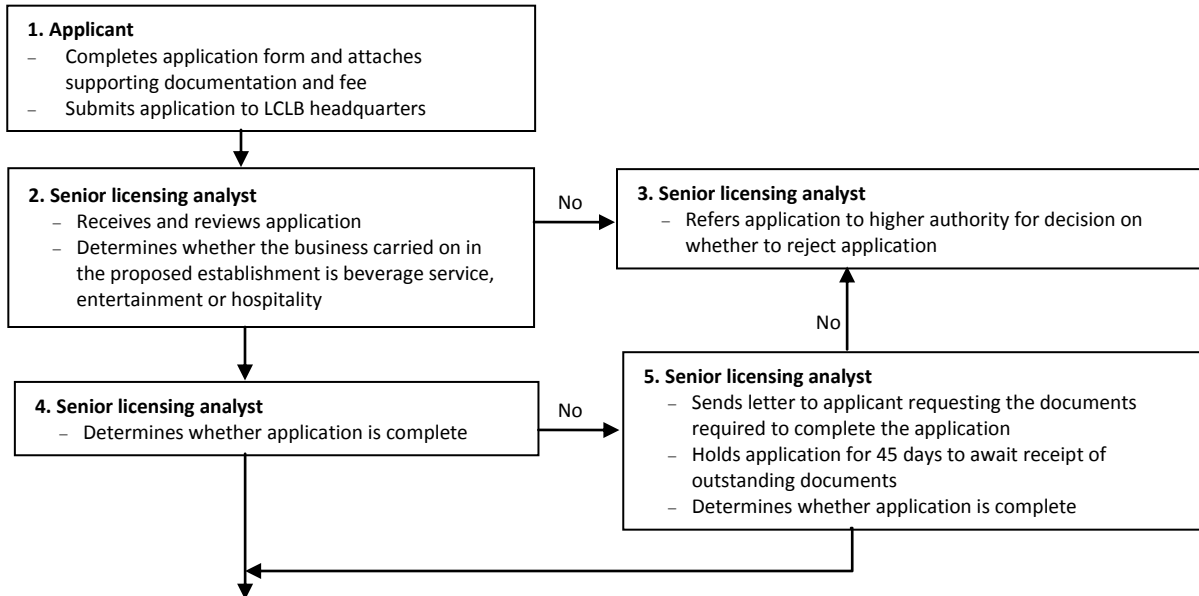 1. Applicant
– Completes application form and attaches
supporting documentation and fee
– Submits application to LCLB headquarters
2. Senior licensing analyst
– Receives and reviews application
– Determines whether the business carried on in
the proposed establishment is beverage service,
entertainment or hospitality
No
3. Senior licensing analyst
– Refers application to higher authority for decision on
whether to reject application
No
4. Senior licensing analyst
– Determines whether application is complete
No
5. Senior licensing analyst
– Sends letter to applicant requesting the documents
required to complete the application
– Holds application for 45 days to await receipt of
outstanding documents
– Determines whether application is complete